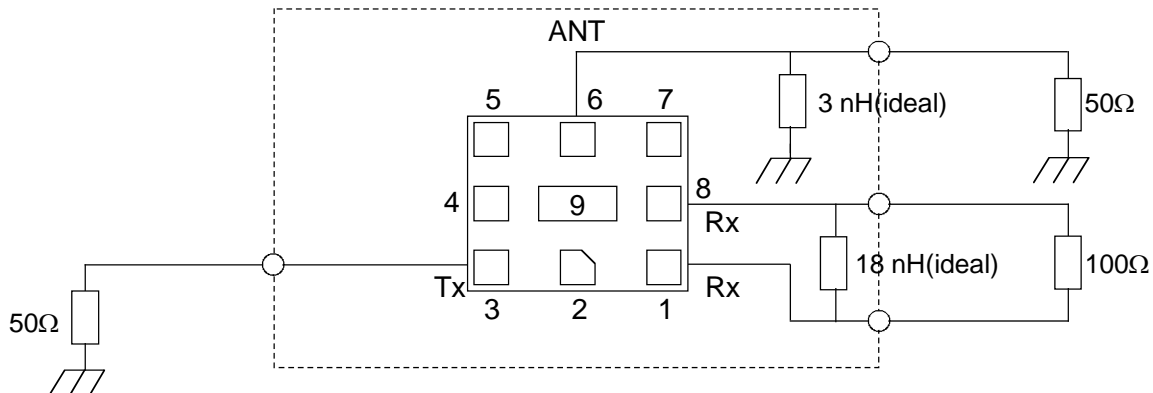 ANT
5 6 7
3 nH(ideal)
50Ω
4 9 8
Rx
18 nH(ideal)
100Ω
Tx
Rx
3 2 1
50Ω